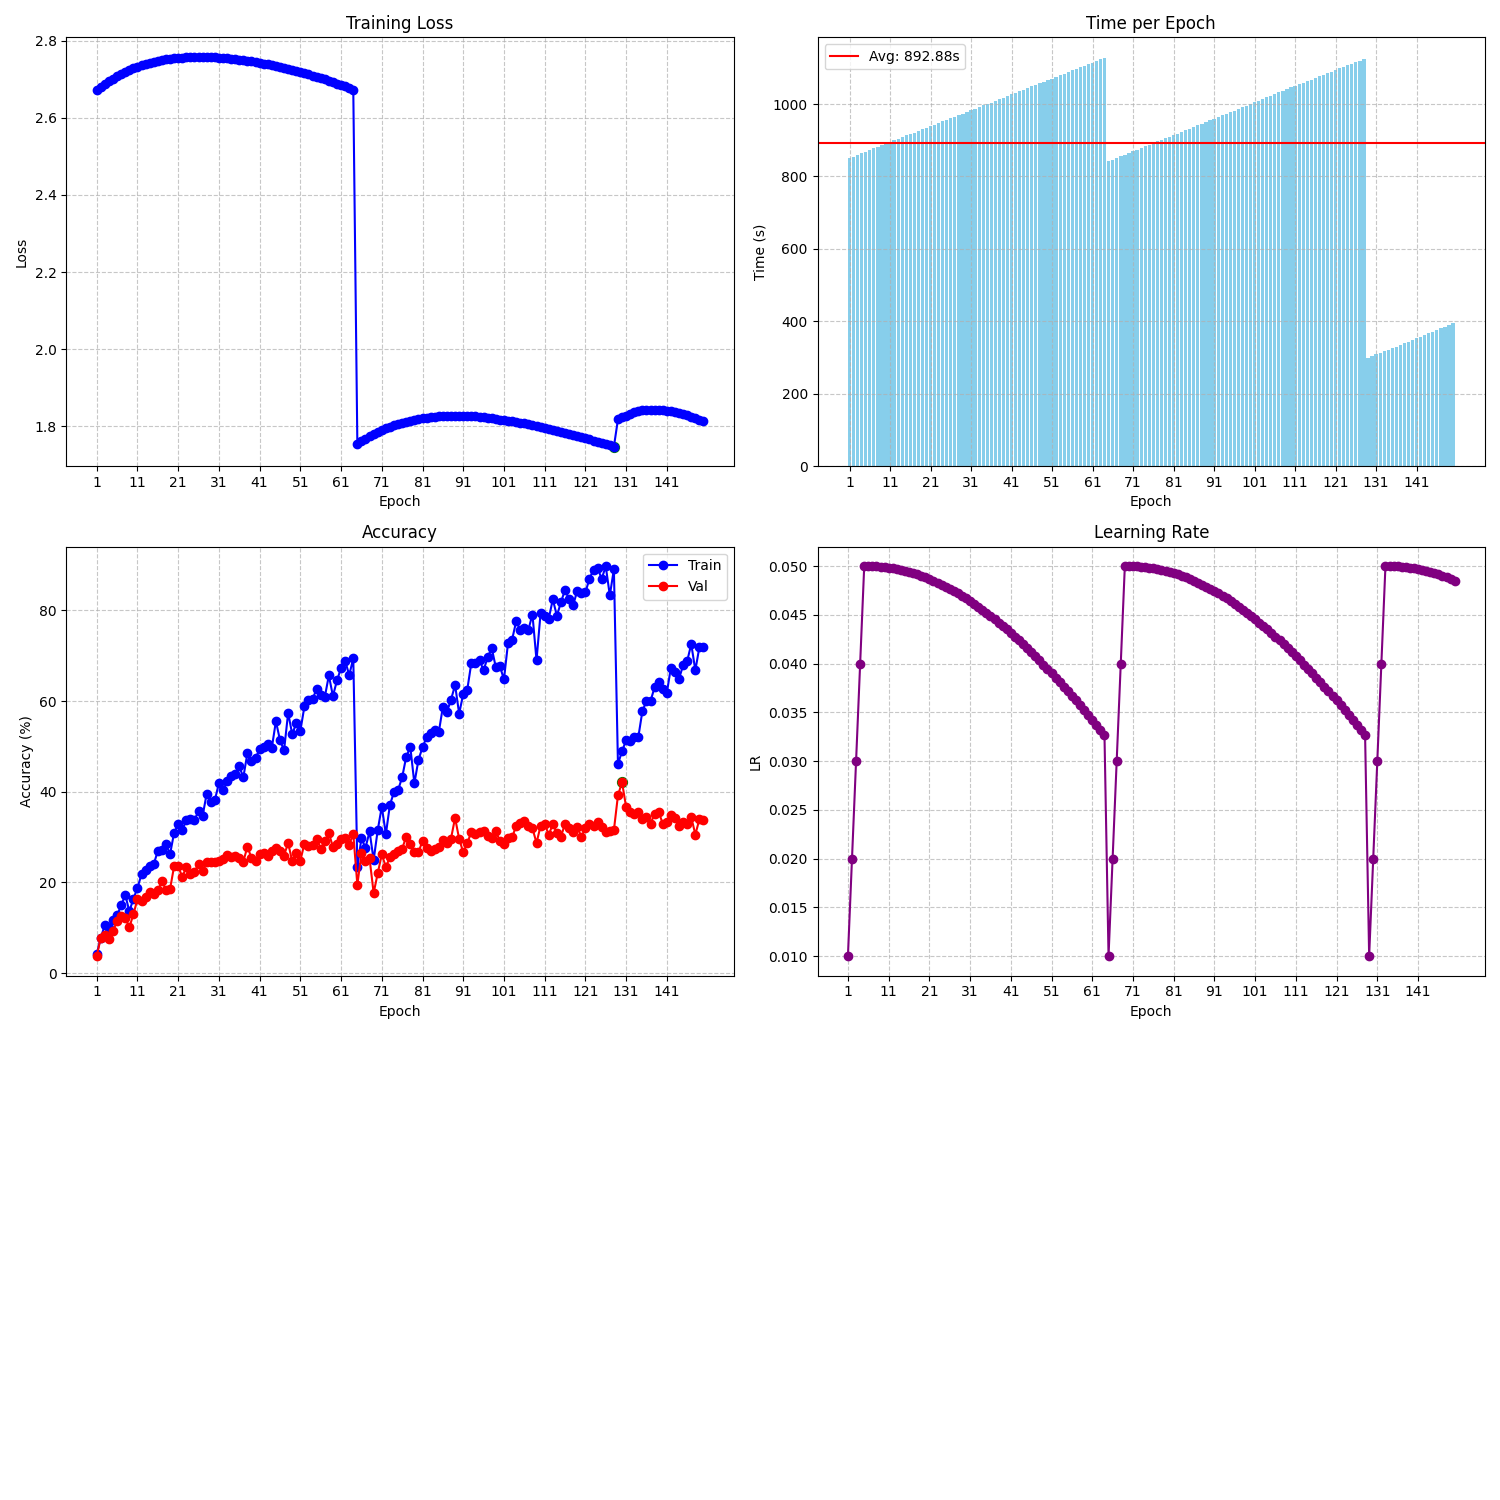 Training Loss
2.8
2.6
2.4
2.2
2.0
1.8
Loss
1 11 21 31 41 51 61 71 81 91 101 111 121 131 141
Epoch
Time per Epoch
Avg: 892.88s
1000
800
600
400
200
0
Time (s)
1 11 21 31 41 51 61 71 81 91 101 111 121 131 141
Epoch
Accuracy
Train
Val
80
60
40
20
0
Accuracy (%)
1 11 21 31 41 51 61 71 81 91 101 111 121 131 141
Epoch
Learning Rate
0.050
0.045
0.040
0.035
0.030
0.025
0.020
0.015
0.010
LR
1 11 21 31 41 51 61 71 81 91 101 111 121 131 141
Epoch